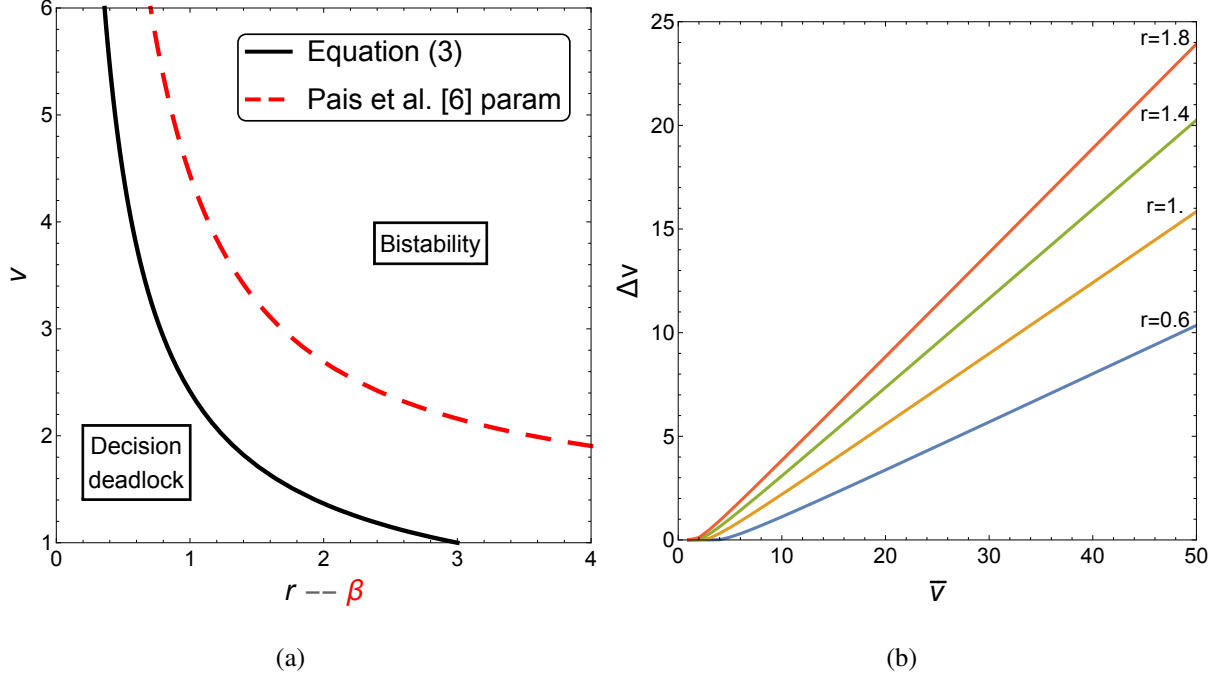 6
5
4
3
2
1
v
0
1
2
3
4
r −−− β
Equation (3)
Pais et al. [6] param
Bistability
Decision
deadlock
(a)
25
20
15
10
5
0
Δv
0
10
20
30
40
50
v̅
r=1.8
r=1.4
r=1.
r=0.6
(b)